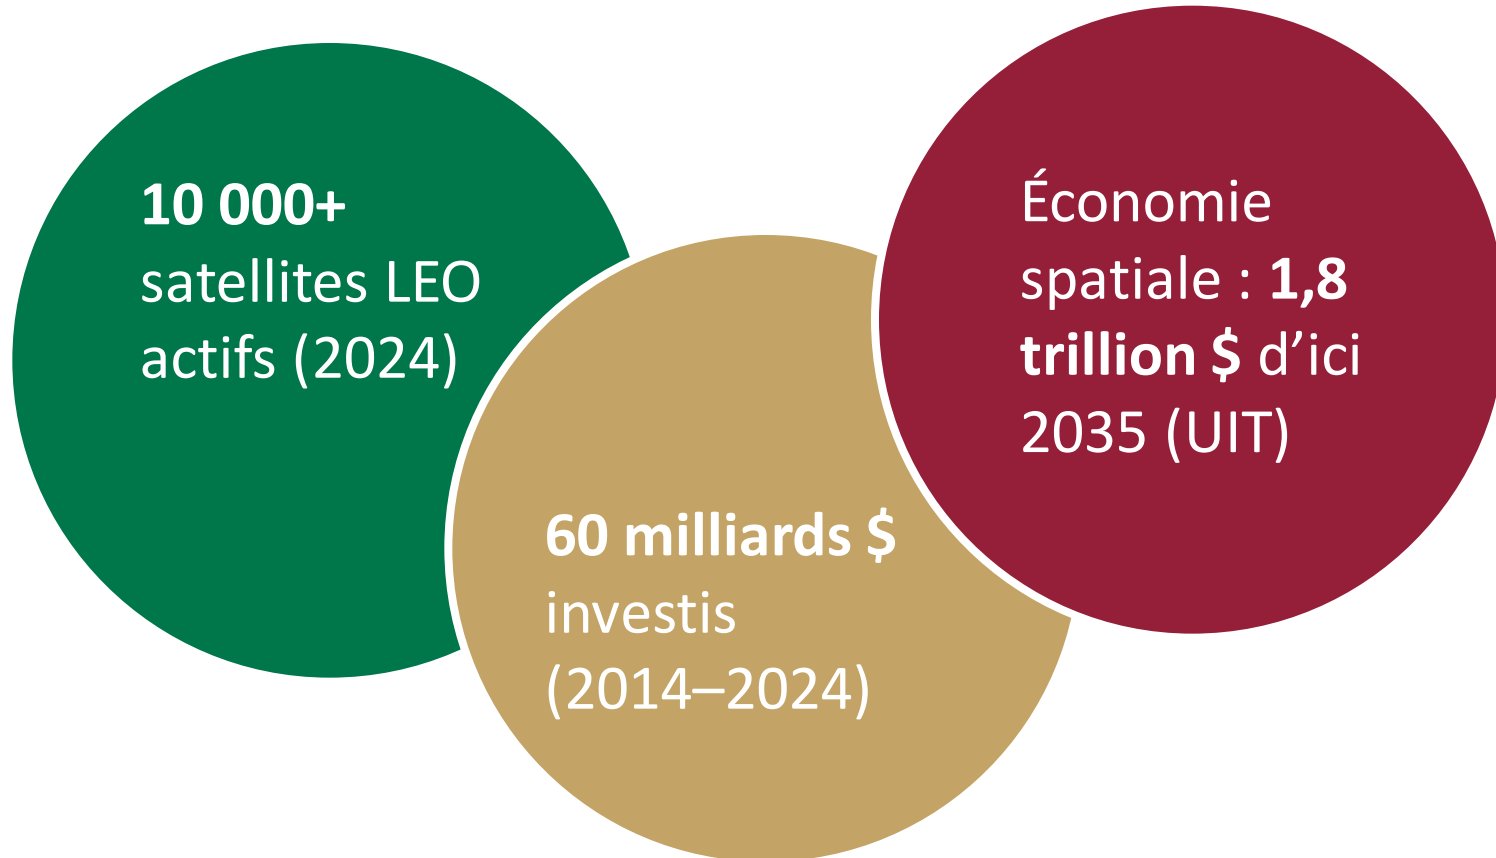 10 000+
satellites LEO
actifs (2024)
60 milliards $
investis
(2014–2024)
Économie
spatiale : 1,8
trillion $ d’ici
2035 (UIT)